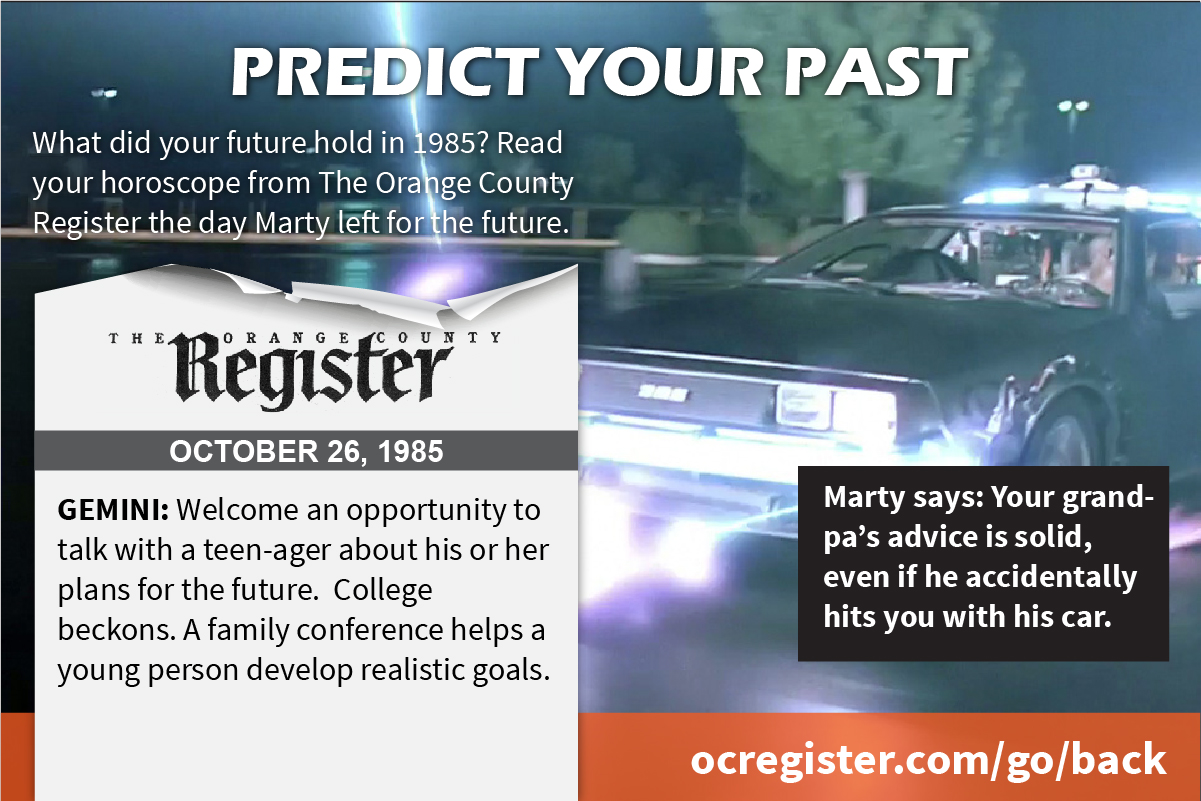 PREDICT YOUR PAST
What did your future hold in 1985? Read
your horoscope from The Orange County
Register the day Marty left for the future.
THE ORANGE COUNTY
Register
OCTOBER 26, 1985
GEMINI: Welcome an opportunity to
talk with a teen-ager about his or her
plans for the future.  College
beckons. A family conference helps a
young person develop realistic goals.
Marty says: Your grand-
pa’s advice is solid,
even if he accidentally
hits you with his car.
ocregister.com/go/back